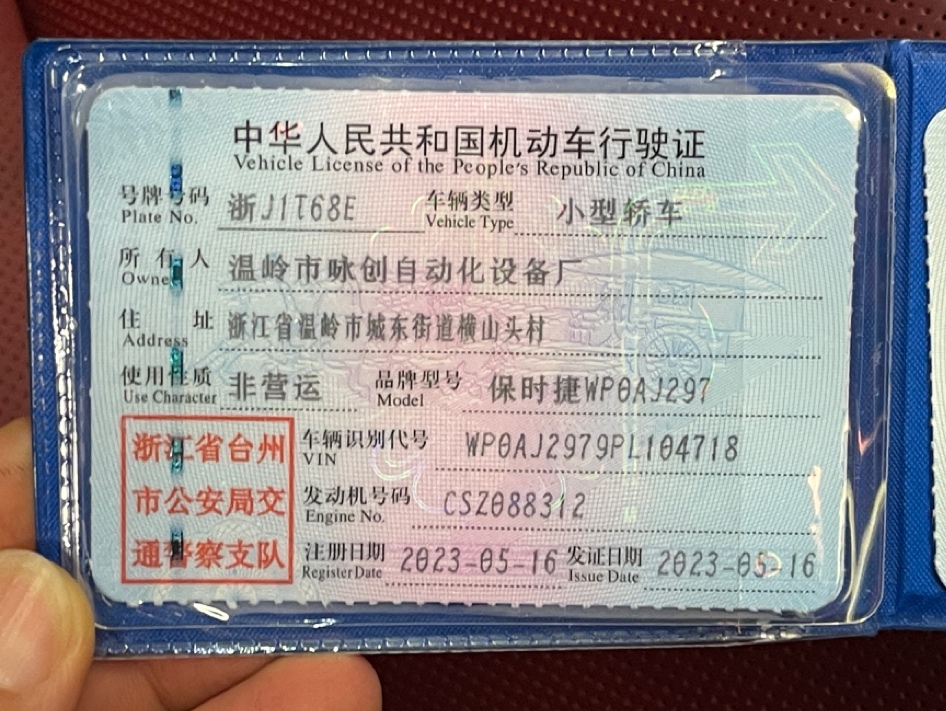 中华人民共和国机动车行驶证
Vehicle License of the People's Republic of China
号牌号码 浙J1T68E 车辆类型 小型轿车
Plate No. Vehicle Type
所有人 温岭市咏创自动化设备厂
Owner
住址 浙江省温岭市城东街道横山头村
Address
使用性质 非营运 品牌型号 保时捷WP0AJ297
Use Character Model
浙江省台州
市公安局交
通警察支队
车辆识别代号 WP0AJ2979PL104718
VIN
发动机号码 CSZ088312
Engine No.
注册日期 2023-05-16 发证日期 2023-05-16
Register Date Issue Date